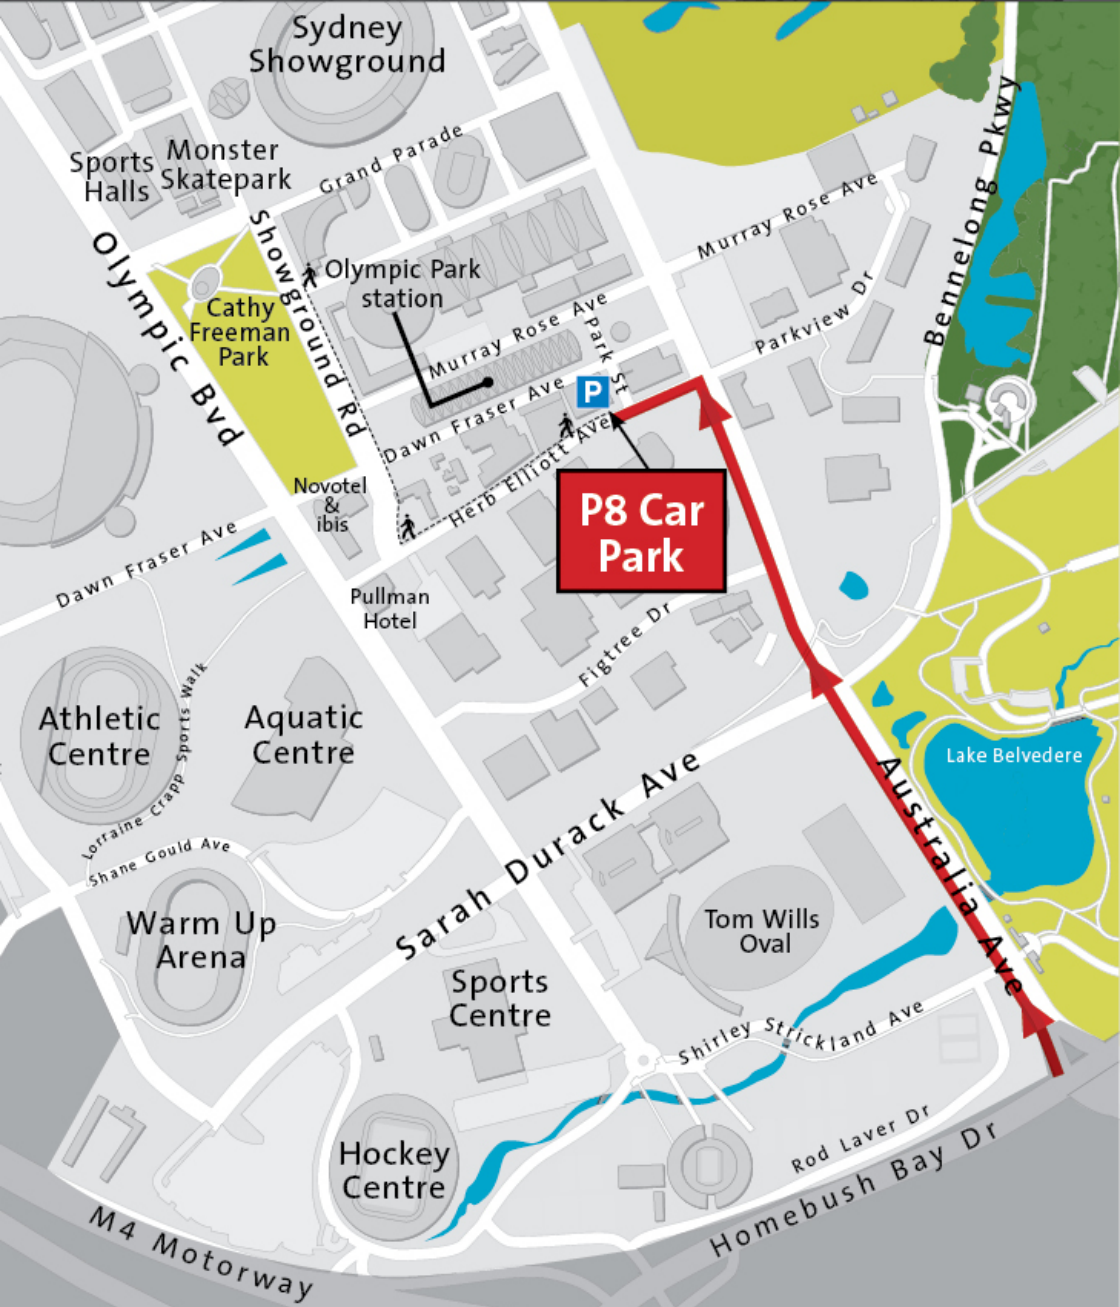 Sydney
Showground
Grand Parade
Monster
Skatepark
Sports
Halls
Bennelong Pkwy
Murray Rose Ave
Olympic Bvd
Showground Rd
Olympic Park
station
Cathy
Freeman
Park
Murray Rose Ave
Park St
Parkview Dr
Dawn Fraser Ave
P
Herb Elliott Ave
Novotel
&
ibis
P8 Car
Park
Dawn Fraser Ave
Pullman
Hotel
Figtree Dr
Lorraine Crapp Sports Walk
Athletic
Centre
Aquatic
Centre
Lake Belvedere
Sarah Durack Ave
Australia Ave
Shane Gould Ave
Warm Up
Arena
Tom Wills
Oval
Sports
Centre
Shirley Strickland Ave
Hockey
Centre
Rod Laver Dr
Homebush Bay Dr
M4 Motorway